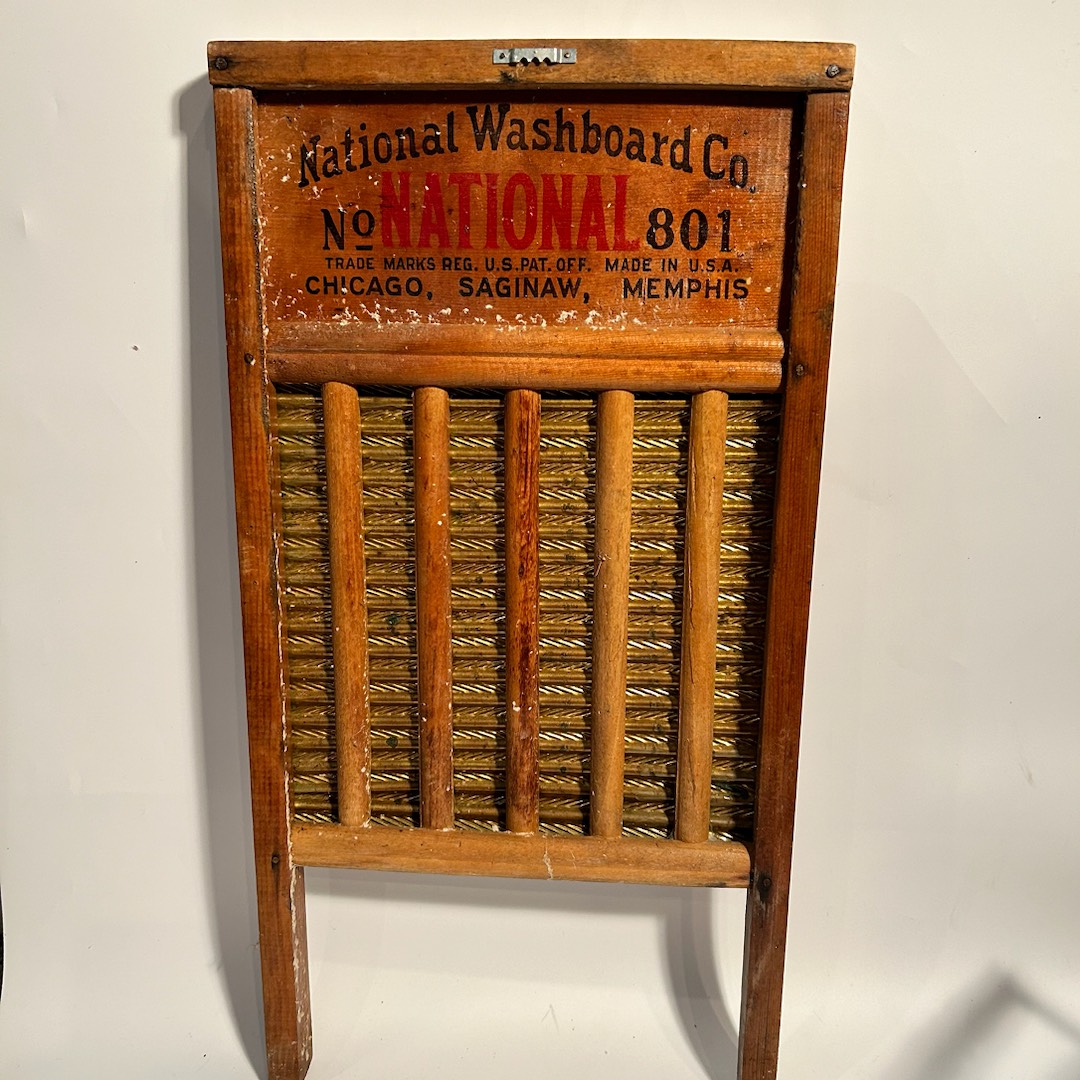 National Washboard Co.
No NATIONAL 801
TRADE MARKS REG. U.S. PAT. OFF. MADE IN U.S.A.
CHICAGO, SAGINAW, MEMPHIS